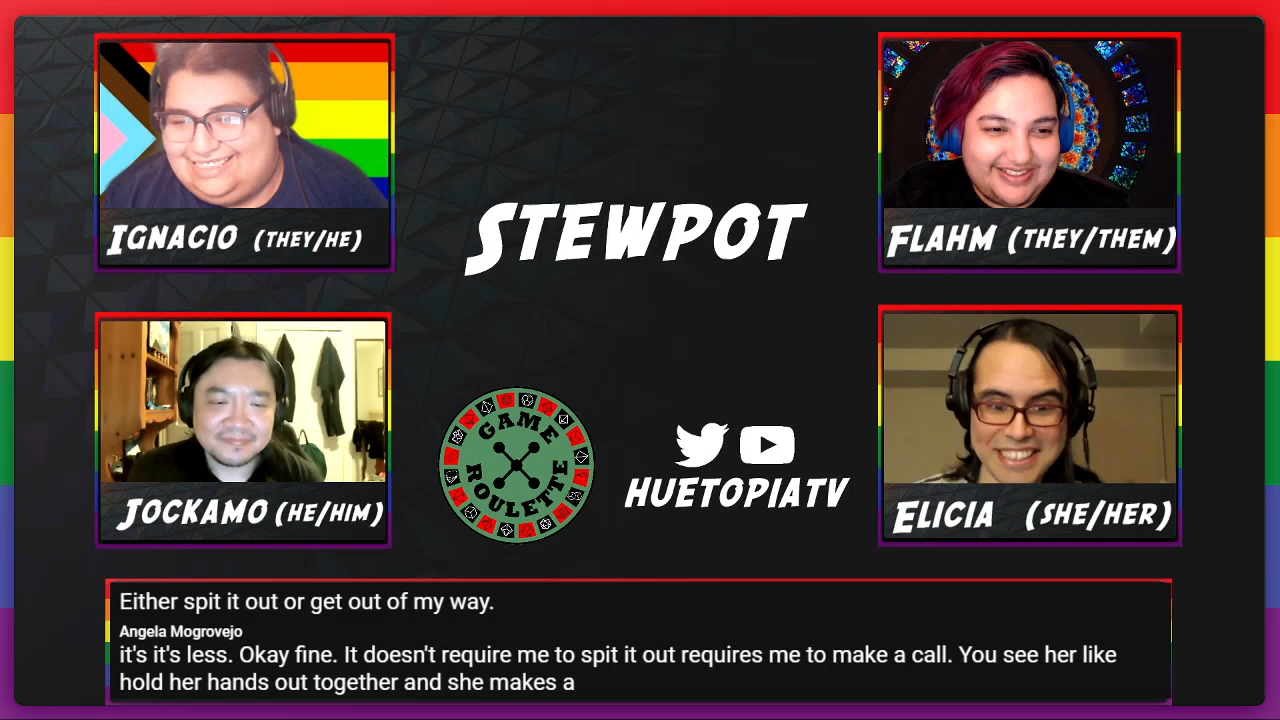 IGNACIO (THEY/HE)
FLAHM (THEY/THEM)
STEWPOT
JOCKAMO (HE/HIM)
GAME
ROULETTE
HUETOPIATV
ELICIA (SHE/HER)
Either spit it out or get out of my way.
Angela Mogrovejo
it's it's less. Okay fine. It doesn't require me to spit it out requires me to make a call. You see her like
hold her hands out together and she makes a